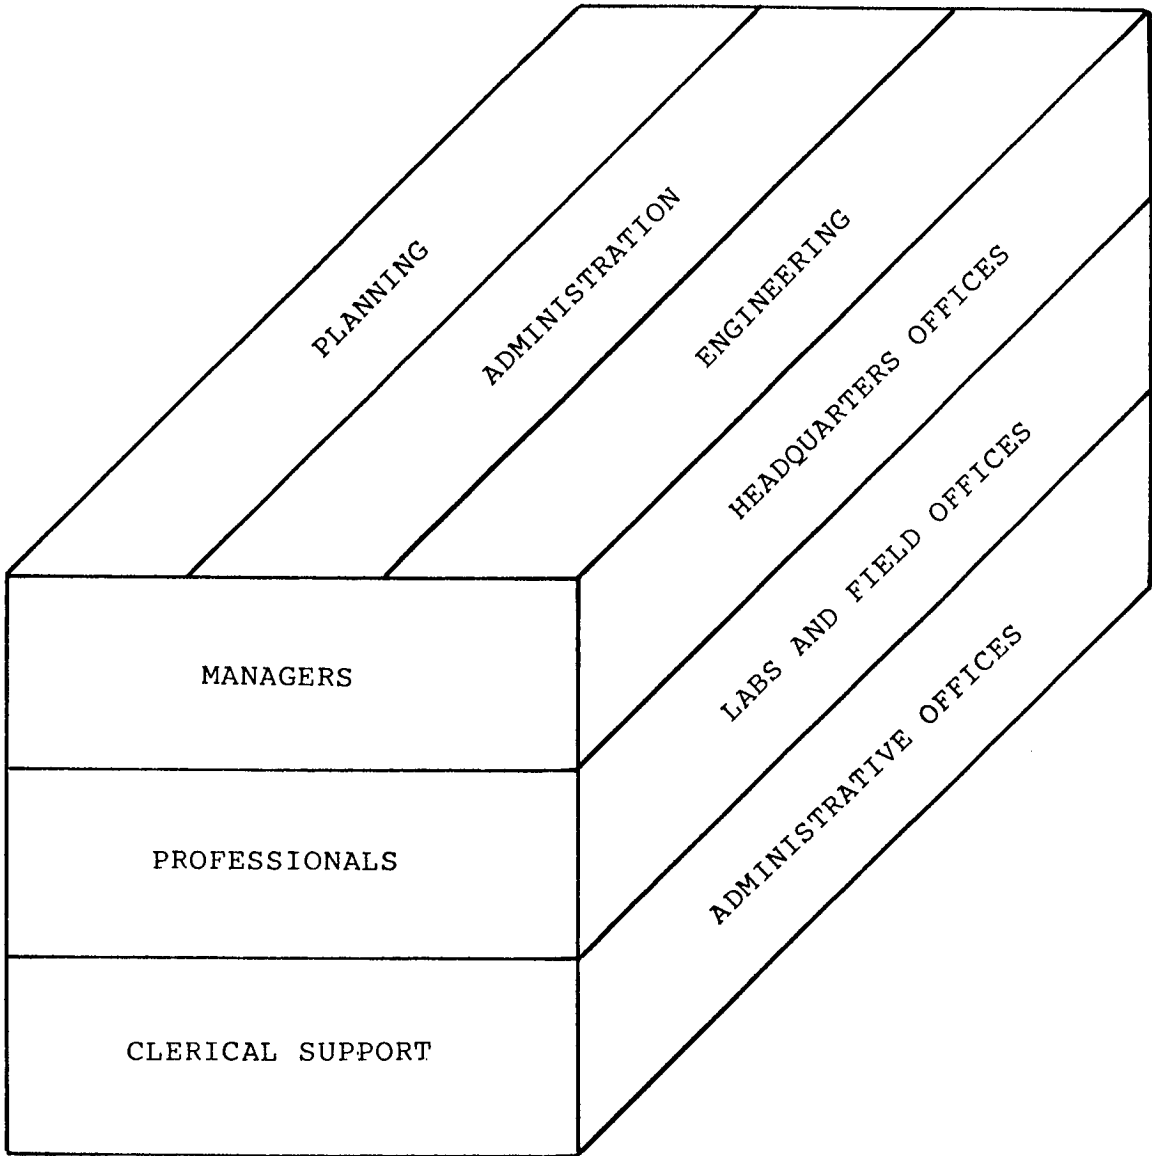 PLANNING
ADMINISTRATION
ENGINEERING
HEADQUARTERS OFFICES
LABS AND FIELD OFFICES
ADMINISTRATIVE OFFICES
MANAGERS
PROFESSIONALS
CLERICAL SUPPORT